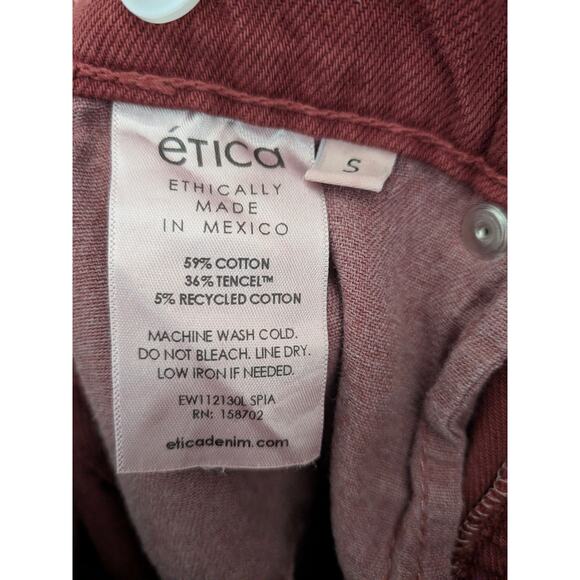 éTICa
S
ETHICALLY
MADE
IN MEXICO
59% COTTON
36% TENCEL™
5% RECYCLED COTTON
MACHINE WASH COLD.
DO NOT BLEACH. LINE DRY.
LOW IRON IF NEEDED.
EW112130L SPIA
RN: 158702
eticadenim.com